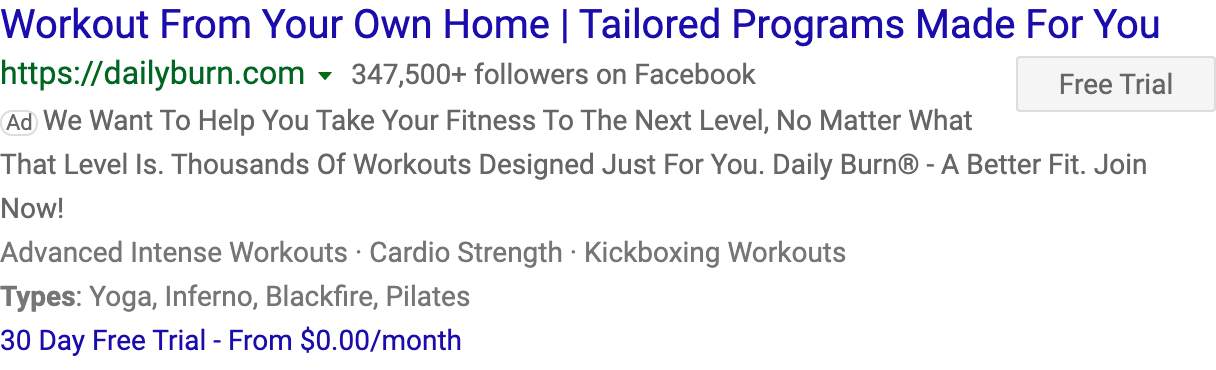 Workout From Your Own Home | Tailored Programs Made For You
https://dailyburn.com 347,500+ followers on Facebook
Free Trial
Ad We Want To Help You Take Your Fitness To The Next Level, No Matter What
That Level Is. Thousands Of Workouts Designed Just For You. Daily Burn® - A Better Fit. Join
Now!
Advanced Intense Workouts · Cardio Strength · Kickboxing Workouts
Types: Yoga, Inferno, Blackfire, Pilates
30 Day Free Trial - From $0.00/month